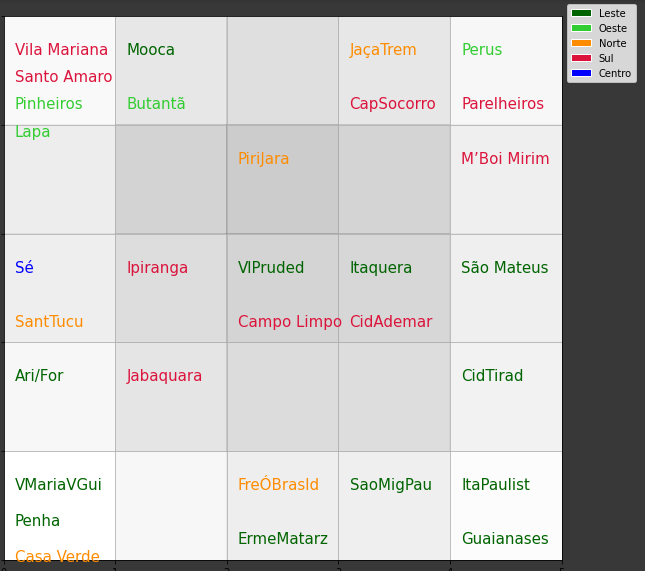 Vila Mariana
Santo Amaro
Pinheiros
Lapa
Mooca
Butantã
JaçaTrem
CapSocorro
Perus
Parelheiros
PiriJara
M'Boi Mirim
Sé
SantTucu
Ipiranga
VlPruded
Campo Limpo
Itaquera
CidAdemar
São Mateus
Ari/For
Jabaquara
CidTirad
VMariaVGui
Penha
Casa Verde
FreÓBrasld
ErmeMatarz
SaoMigPau
ItaPaulist
Guaianases
Leste
Oeste
Norte
Sul
Centro